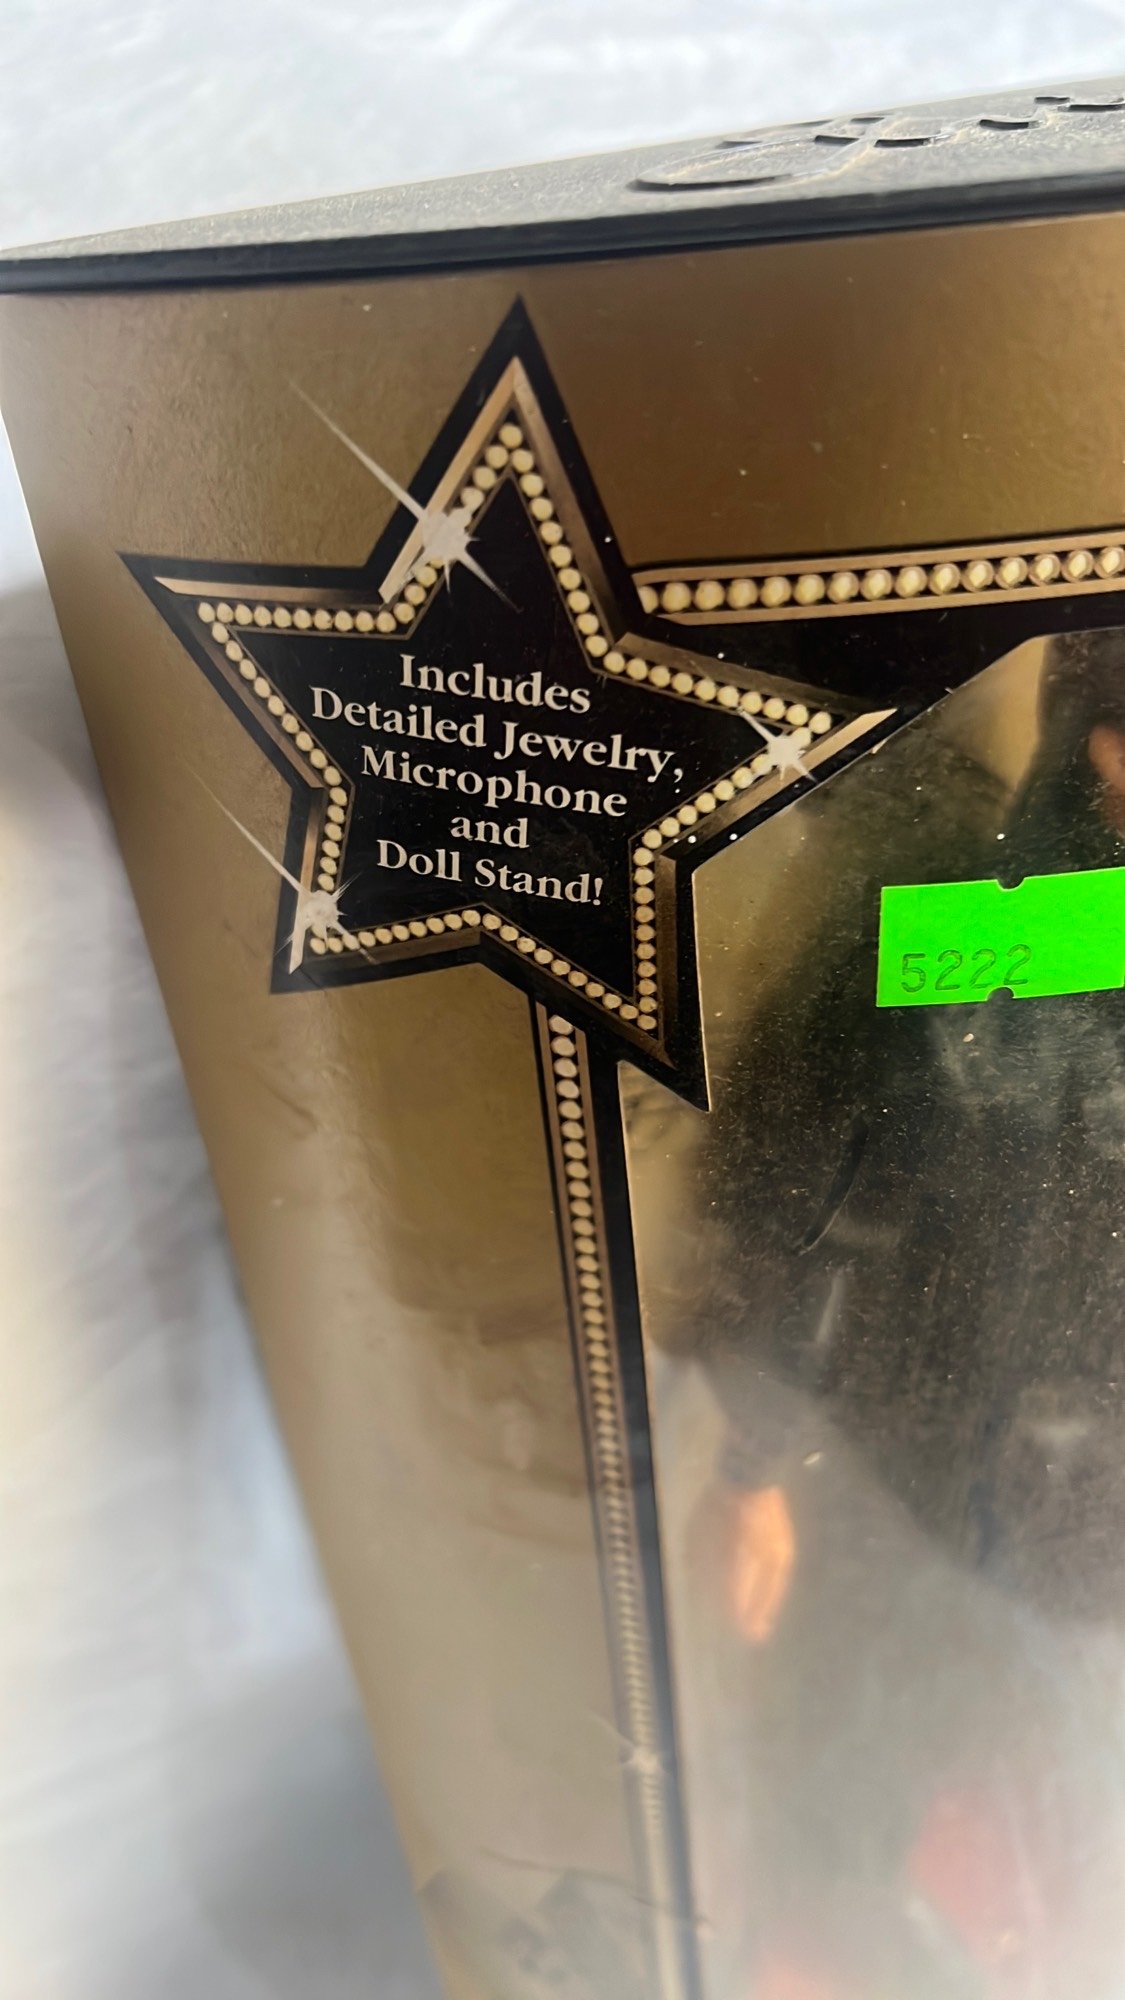 Includes
Detailed Jewelry,
Microphone
and
Doll Stand!
5222